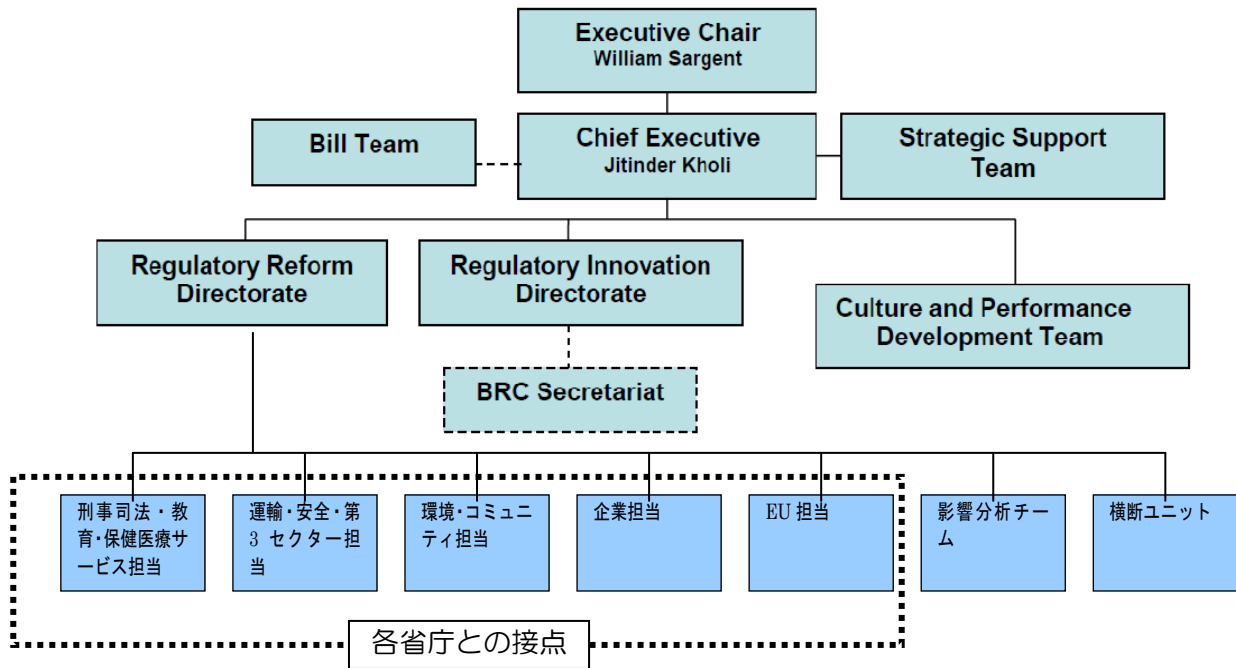 Executive Chair
William Sargent
Bill Team
Chief Executive
Jitinder Kholi
Strategic Support
Team
Regulatory Reform
Directorate
Regulatory Innovation
Directorate
Culture and Performance
Development Team
BRC Secretariat
刑事司法・教
育・保健医療サ
ービス担当
運輸・安全・第
3 セクター担
当
環境・コミュニ
ティ担当
企業担当
EU 担当
影響分析チー
ム
横断ユニット
各省庁との接点